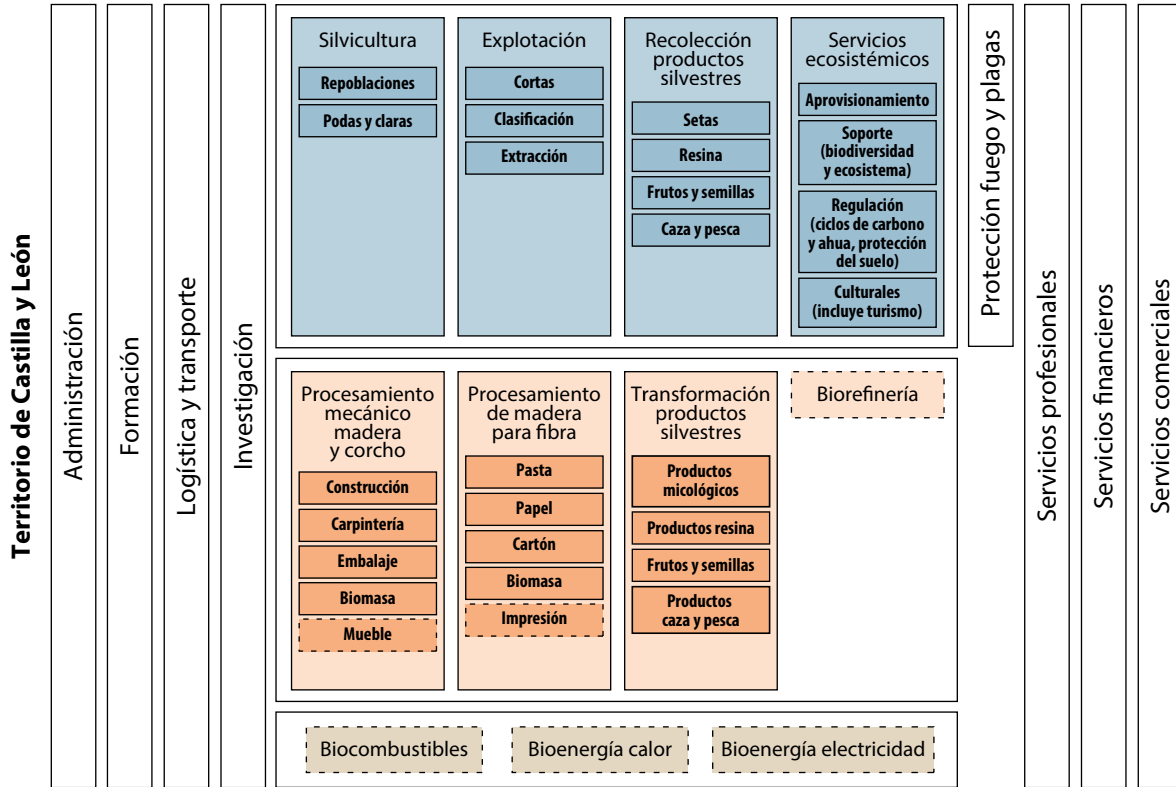 Territorio de Castilla y León
Administración
Formación
Logística y transporte
Investigación
Silvicultura
Repoblaciones
Podas y claras
Explotación
Cortas
Clasificación
Extracción
Recolección
productos
silvestres
Setas
Resina
Frutos y semillas
Caza y pesca
Servicios
ecosistémicos
Aprovisionamiento
Soporte
(biodiversidad
y ecosistema)
Regulación
(ciclos de carbono
y ahua, protección
del suelo)
Culturales
(incluye turismo)
Procesamiento
mecánico
madera
y corcho
Construcción
Carpintería
Embalaje
Biomasa
Mueble
Procesamiento
de madera
para fibra
Pasta
Papel
Cartón
Biomasa
Impresión
Transformación
productos
silvestres
Productos
micológicos
Productos resina
Frutos y semillas
Productos
caza y pesca
Biorefinería
Biocombustibles
Bioenergía calor
Bioenergía electricidad
Protección fuego y plagas
Servicios profesionales
Servicios financieros
Servicios comerciales